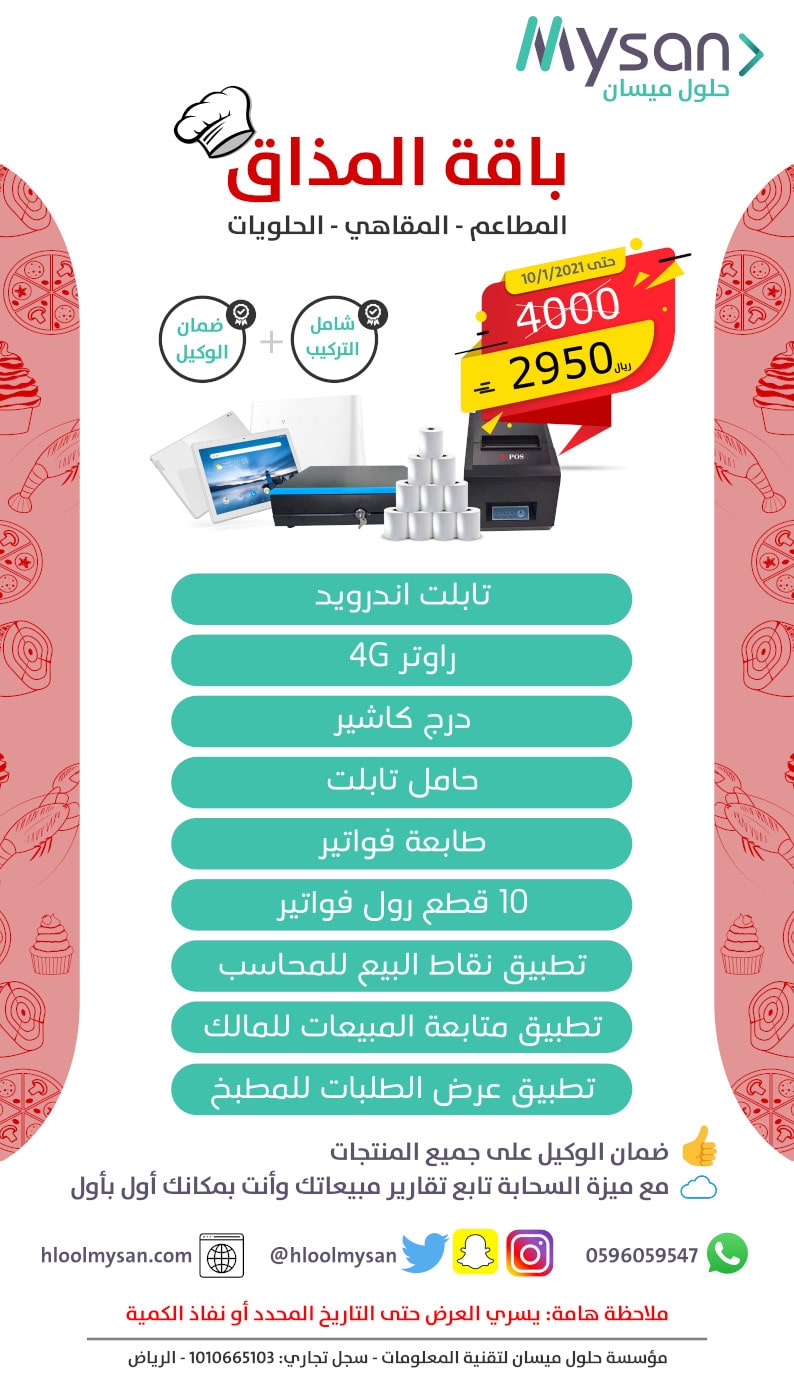 Mysan
حلول ميسان
باقة المذاق
المطاعم - المقاهي - الحلويات
حتى 10/1/2021
4000
2950 ريال
شامل
التركيب
+
ضمان
الوكيل
POS
تابلت اندرويد
راوتر 4G
درج كاشير
حامل تابلت
طابعة فواتير
10 قطع رول فواتير
تطبيق نقاط البيع للمحاسب
تطبيق متابعة المبيعات للمالك
تطبيق عرض الطلبات للمطبخ
ضمان الوكيل على جميع المنتجات
مع ميزة السحابة تابع تقارير مبيعاتك وأنت بمكانك أول بأول
0596059547
@hloolmysan
hloolmysan.com
ملاحظة هامة: يسري العرض حتى التاريخ المحدد أو نفاذ الكمية
مؤسسة حلول ميسان لتقنية المعلومات - سجل تجاري: 1010665103 - الرياض